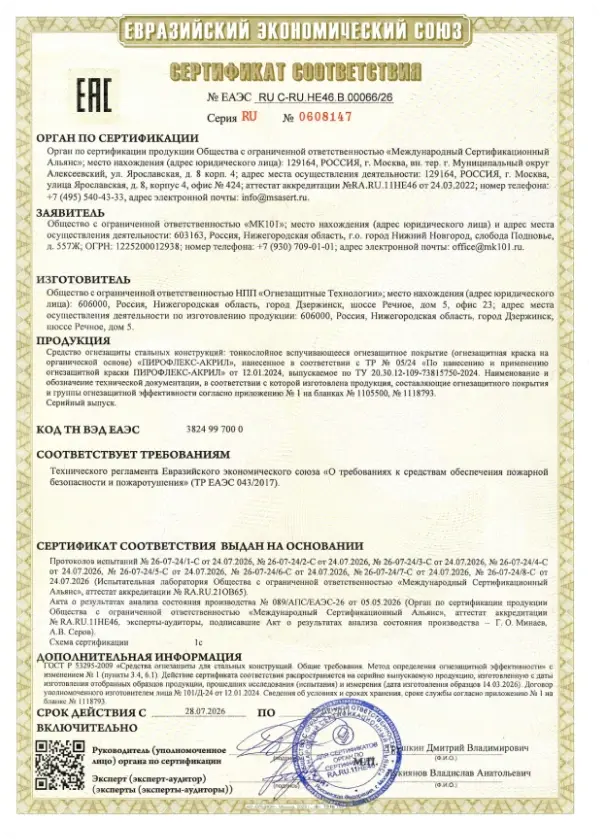 ЕВРАЗИЙСКИЙ ЭКОНОМИЧЕСКИЙ СОЮЗ
EAC
СЕРТИФИКАТ СООТВЕТСТВИЯ
№ ЕАЭС RU C-RU.НЕ46.В.00066/26
Серия RU № 0608147
ОРГАН ПО СЕРТИФИКАЦИИ
Орган по сертификации продукции Общества с ограниченной ответственностью «Международный Сертификационный
Альянс»; место нахождения (адрес юридического лица): 129164, РОССИЯ, г. Москва, вн. тер. г. Муниципальный округ
Алексеевский, ул. Ярославская, д. 8 корп. 4; адрес места осуществления деятельности: 129164, РОССИЯ, г. Москва,
улица Ярославская, д. 8, корпус 4, офис № 424; аттестат аккредитации №RA.RU.11НЕ46 от 24.03.2022; номер телефона:
+7 (495) 540-43-33, адрес электронной почты: info@msasert.ru
ЗАЯВИТЕЛЬ
Общество с ограниченной ответственностью «МК101»; место нахождения (адрес юридического лица) и адрес места
осуществления деятельности: 603163, Россия, Нижегородская область, г.о. город Нижний Новгород, слобода Подновье,
д. 557Ж; ОГРН: 1225200012938; номер телефона: +7 (930) 709-01-01; адрес электронной почты: office@mk101.ru.
ИЗГОТОВИТЕЛЬ
Общество с ограниченной ответственностью НПП «Огнезащитные Технологии»; место нахождения (адрес юридического
лица): 606000, Россия, Нижегородская область, город Дзержинск, шоссе Речное, дом 5, офис 23; адрес места
осуществления деятельности по изготовлению продукции: 606000, Россия, Нижегородская область, город Дзержинск,
шоссе Речное, дом 5.
ПРОДУКЦИЯ
Средство огнезащиты стальных конструкций: тонкослойное вспучивающееся огнезащитное покрытие (огнезащитная краска на
органической основе) «ПИРОФЛЕКС-АКРИЛ», нанесенное в соответствии с ТР № 05/24 «По нанесению и применению
огнезащитной краски ПИРОФЛЕКС-АКРИЛ» от 12.01.2024, выпускаемое по ТУ 20.30.12-109-73815750-2024. Наименование и
обозначение технической документации, в соответствии с которой изготовлена продукция, составляющие огнезащитного покрытия
и группы огнезащитной эффективности согласно приложению № 1 на бланках № 1105500, № 1118793.
Серийный выпуск.
КОД ТН ВЭД ЕАЭС 3824 99 700 0
СООТВЕТСТВУЕТ ТРЕБОВАНИЯМ
Технического регламента Евразийского экономического союза «О требованиях к средствам обеспечения пожарной
безопасности и пожаротушения» (ТР ЕАЭС 043/2017).
СЕРТИФИКАТ СООТВЕТСТВИЯ ВЫДАН НА ОСНОВАНИИ
Протоколов испытаний № 26-07-24/1-С от 24.07.2026, № 26-07-24/2-С от 24.07.2026, № 26-07-24/3-С от 24.07.2026, № 26-07-24/4-С
от 24.07.2026, № 26-07-24/5-С от 24.07.2026, № 26-07-24/6-С от 24.07.2026, № 26-07-24/7-С от 24.07.2026, № 26-07-24/8-С от
24.07.2026 (Испытательная лаборатория Общества с ограниченной ответственностью «Международный Сертификационный
Альянс», аттестат аккредитации № RA.RU.21ОВ65).
Акта о результатах анализа состояния производства № 089/АПС/ЕАЭС-26 от 05.05.2026 (Орган по сертификации продукции
Общества с ограниченной ответственностью «Международный Сертификационный Альянс», аттестат аккредитации
№RA.RU.11НЕ46, эксперты-аудиторы, подписавшие Акт о результатах анализа состояния производства – Г. О. Минаев,
А.В. Серов).
Схема сертификации 1с
ДОПОЛНИТЕЛЬНАЯ ИНФОРМАЦИЯ
ГОСТ Р 53295-2009 «Средства огнезащиты для стальных конструкций. Общие требования. Метод определения огнезащитной эффективности» с
изменением № 1 (пункты 3.4, 6.1). Действие сертификата соответствия распространяется на серийно выпускаемую продукцию, изготовленную с даты
изготовления отобранных образцов продукции, прошедших исследования (испытания) и измерения (дата изготовления образцов 14.03.2026). Договор
уполномоченного изготовителем лица № 101/Д-24 от 12.01.2024. Сведения об условиях и сроках хранения, сроке службы согласно приложению № 1 на
бланке № 1118793.
СРОК ДЕЙСТВИЯ С 28.07.2026 ПО
ВКЛЮЧИТЕЛЬНО
Руководитель (уполномоченное
лицо) органа по сертификации
(подпись)
Дмитрий Владимирович
(Ф.И.О.)
М.П.
Эксперт (эксперт-аудитор)
(эксперты (эксперты-аудиторы))
Владислав Анатольевич
(Ф.И.О.)
ДЛЯ СЕРТИФИКАТОВ
ОРГАН ПО
RA.RU.11НЕ46